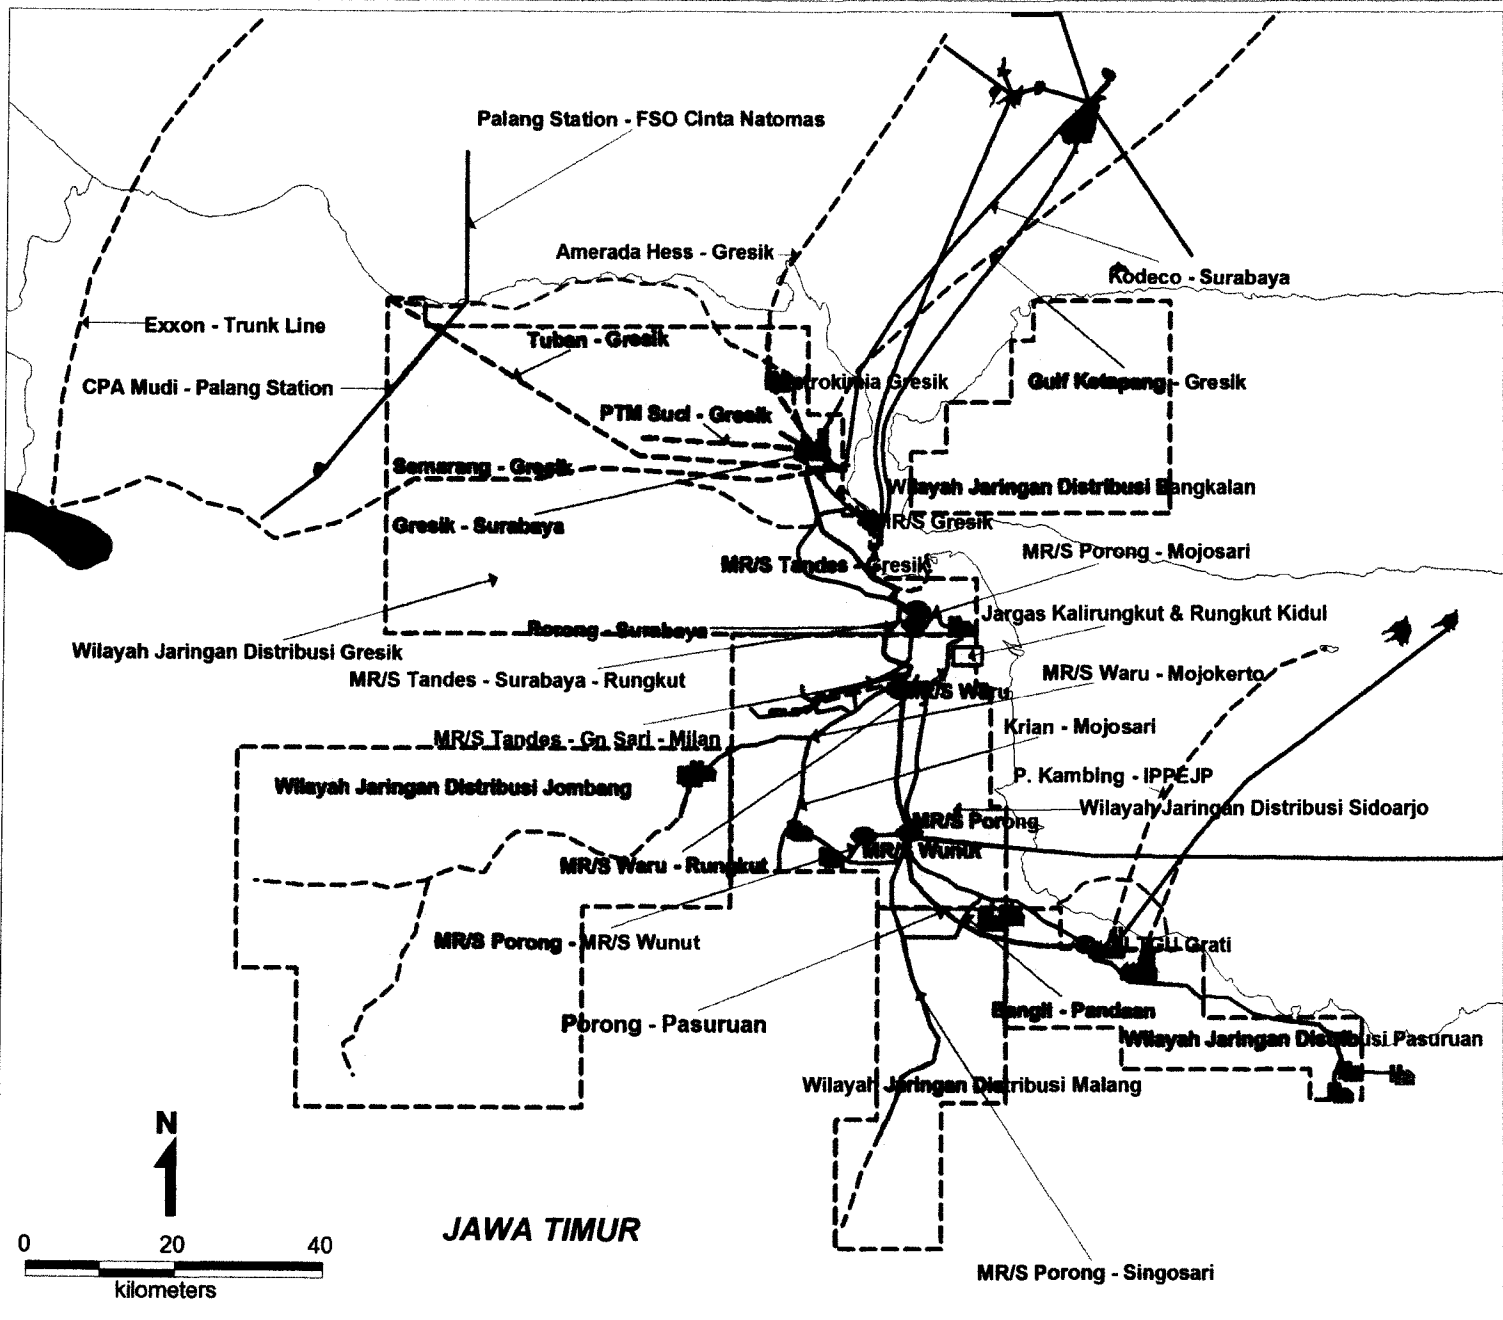 Palang Station - FSO Cinta Natomas
Amerada Hess - Gresik
Kodeco - Surabaya
Exxon - Trunk Line
Tuban - Gresik
CPA Mudi - Palang Station
Petrokimia Gresik
Gulf Ketapang - Gresik
PTM Suci - Gresik
Semarang - Gresik
Wilayah Jaringan Distribusi Bangkalan
Gresik - Surabaya
MR/S Gresik
MR/S Porong - Mojosari
MR/S Tandes - Gresik
Jargas Kalirungkut & Rungkut Kidul
Porong - Surabaya
Wilayah Jaringan Distribusi Gresik
MR/S Tandes - Surabaya - Rungkut
MR/S Waru - Mojokerto
MR/S Waru
Krian - Mojosari
MR/S Tandes - Gn Sari - Milan
P. Kambing - IPPEJP
Wilayah Jaringan Distribusi Jombang
Wilayah Jaringan Distribusi Sidoarjo
MR/S Porong
MR/S Wunut
MR/S Waru - Rungkut
MR/S Porong - MR/S Wunut
PLTGU Grati
Bangil - Pandaan
Porong - Pasuruan
Wilayah Jaringan Distribusi Pasuruan
Wilayah Jaringan Distribusi Malang
N
JAWA TIMUR
0 20 40
kilometers
MR/S Porong - Singosari